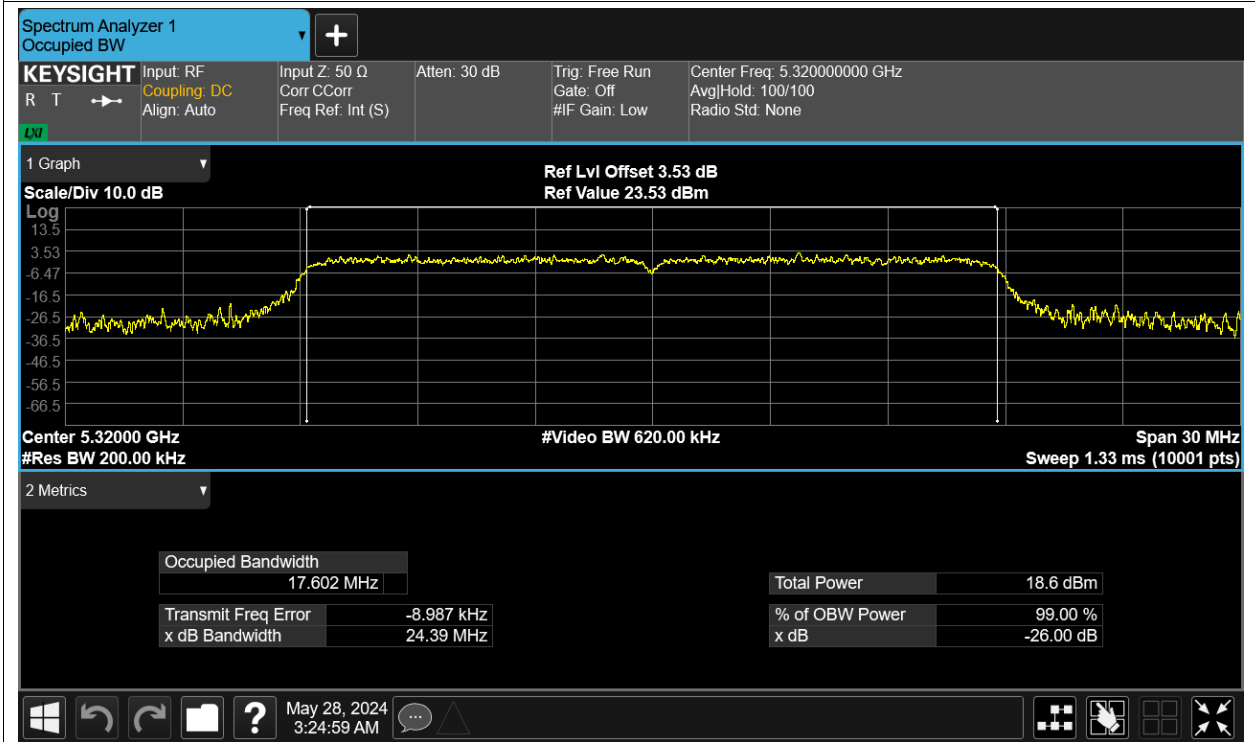 Spectrum Analyzer 1
Occupied BW
KEYSIGHT
R T
LXI
Input: RF
Coupling: DC
Align: Auto
Input Z: 50 Ω
Corr CCorr
Freq Ref: Int (S)
Atten: 30 dB
Trig: Free Run
Gate: Off
#IF Gain: Low
Center Freq: 5.320000000 GHz
Avg|Hold: 100/100
Radio Std: None
1 Graph
Scale/Div 10.0 dB
Ref Lvl Offset 3.53 dB
Ref Value 23.53 dBm
Log
13.5
3.53
-6.47
-16.5
-26.5
-36.5
-46.5
-56.5
-66.5
Center 5.32000 GHz
#Res BW 200.00 kHz
#Video BW 620.00 kHz
Span 30 MHz
Sweep 1.33 ms (10001 pts)
2 Metrics
Occupied Bandwidth
17.602 MHz
Transmit Freq Error -8.987 kHz
x dB Bandwidth 24.39 MHz
Total Power 18.6 dBm
% of OBW Power 99.00 %
x dB -26.00 dB
?
May 28, 2024
3:24:59 AM